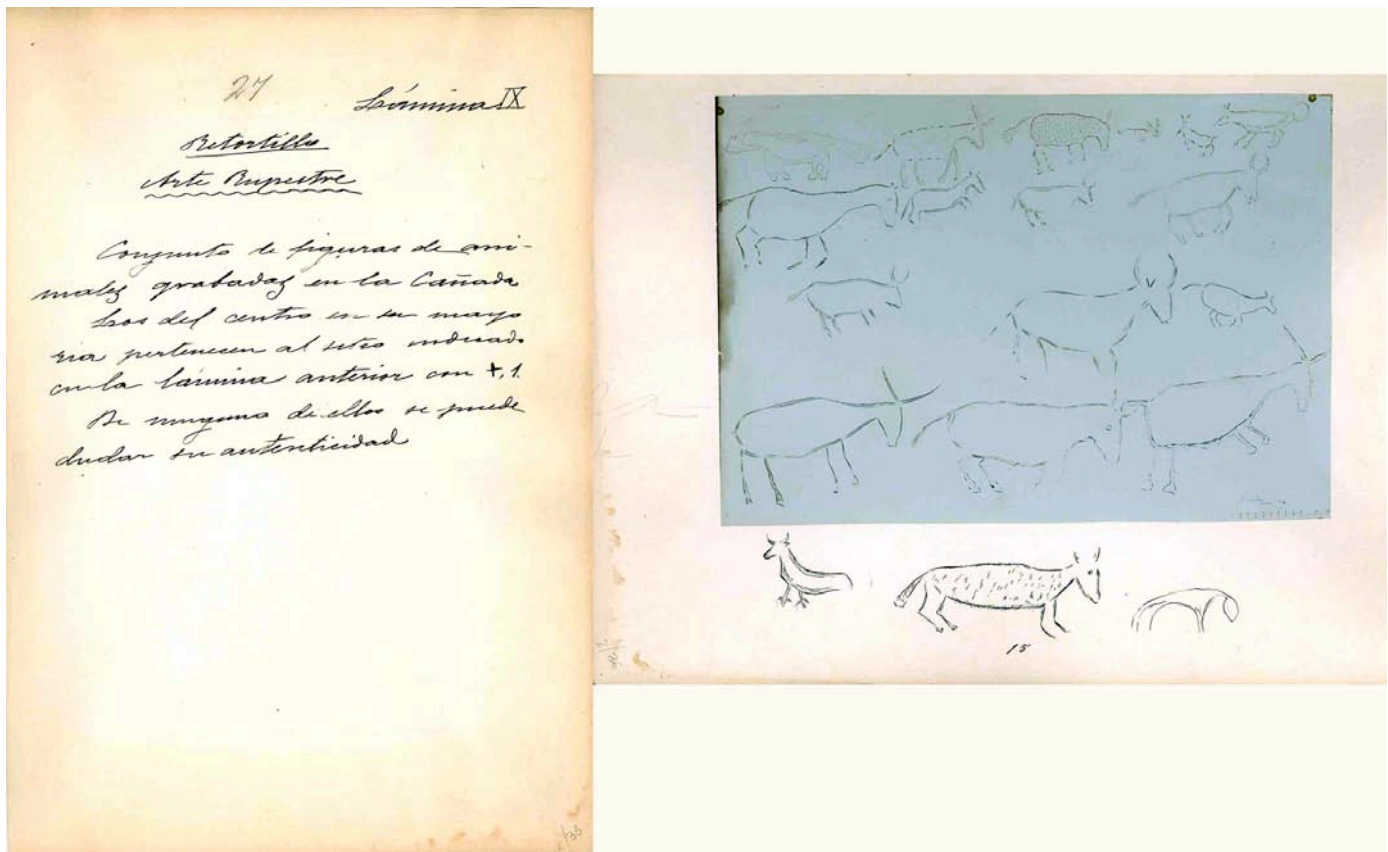 27
Lámina IX
Retortillo
Arte Rupestre
Conjunto de figuras de ani-
males grabadas en la Cañada
Los del centro en su mayo
ria pertenecen al sitio indicado
en la lámina anterior con +, 1.
De ninguno de ellos se puede
dudar su autenticidad
15